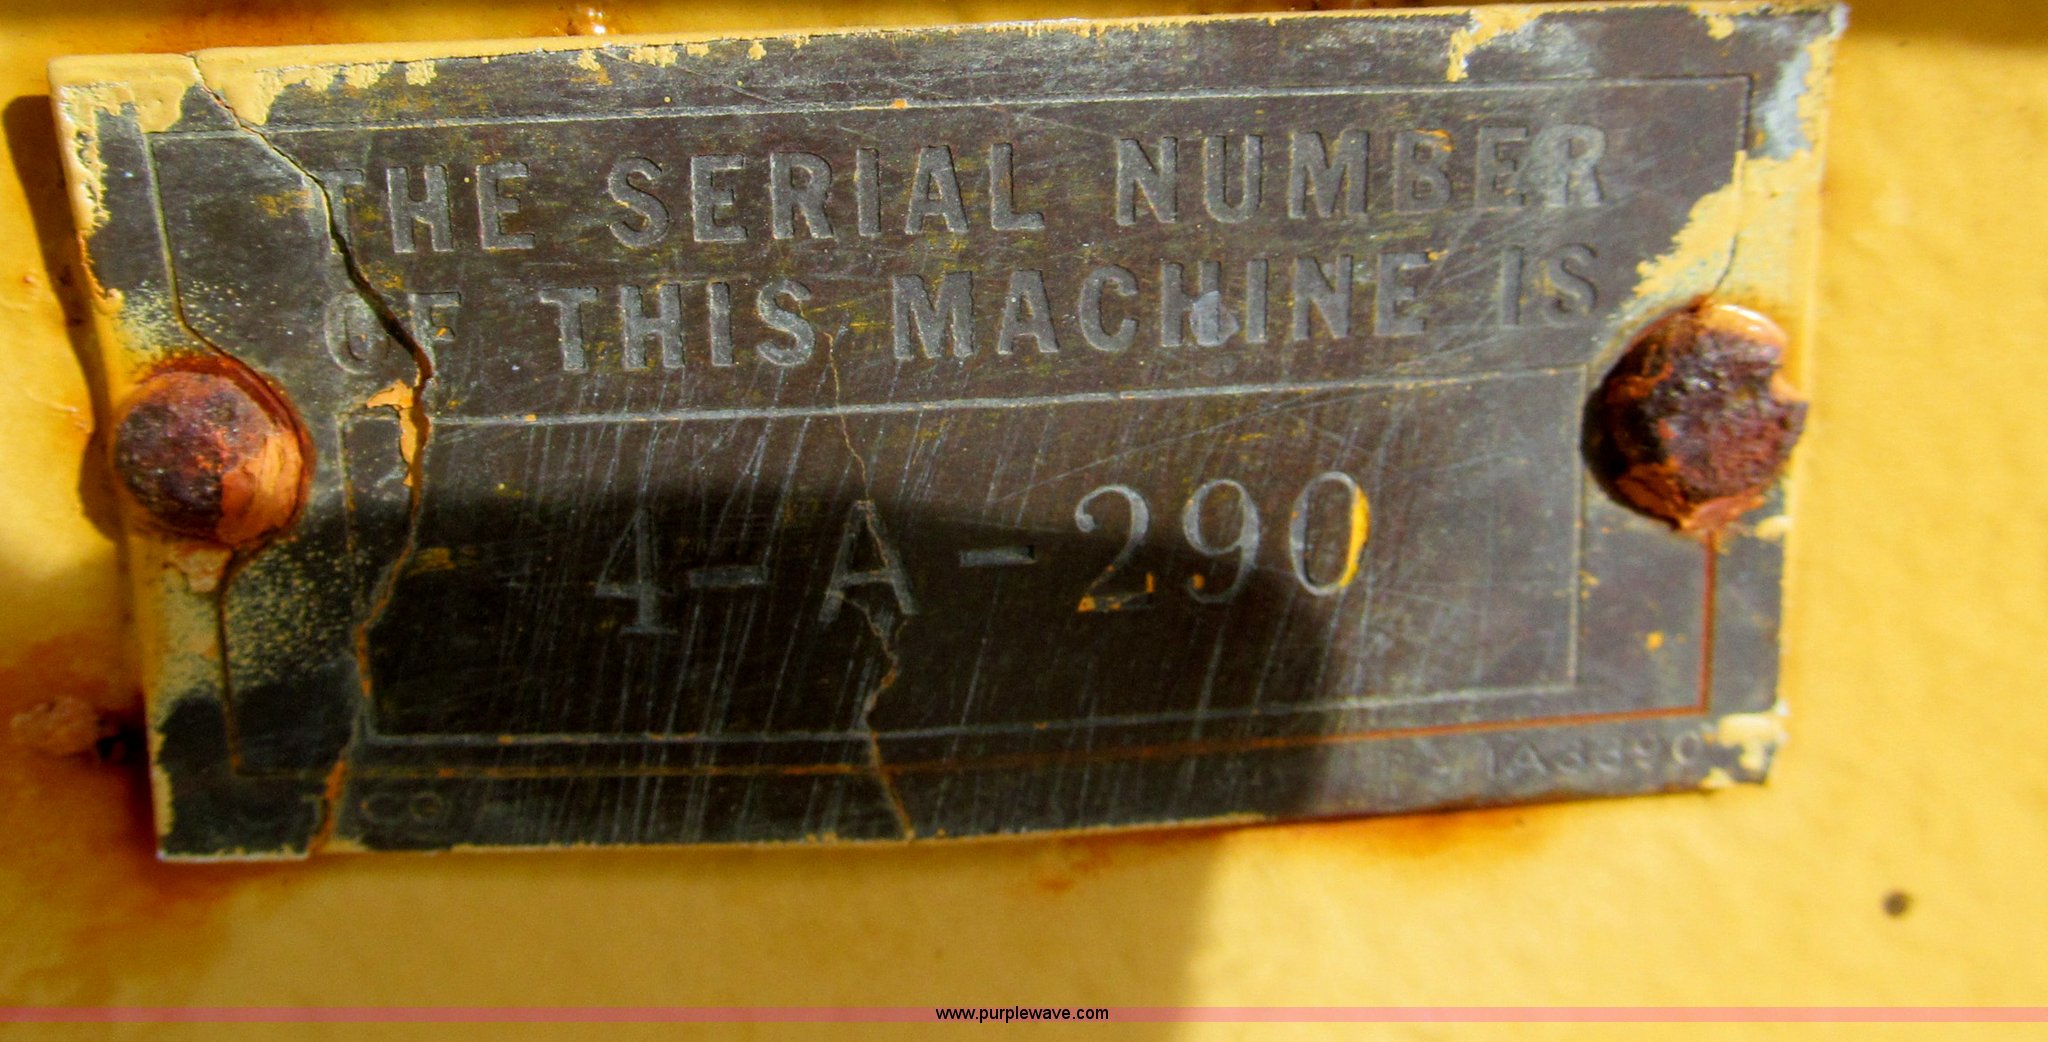 THE SERIAL NUMBER
OF THIS MACHINE IS
4-A-290
www.purplewave.com